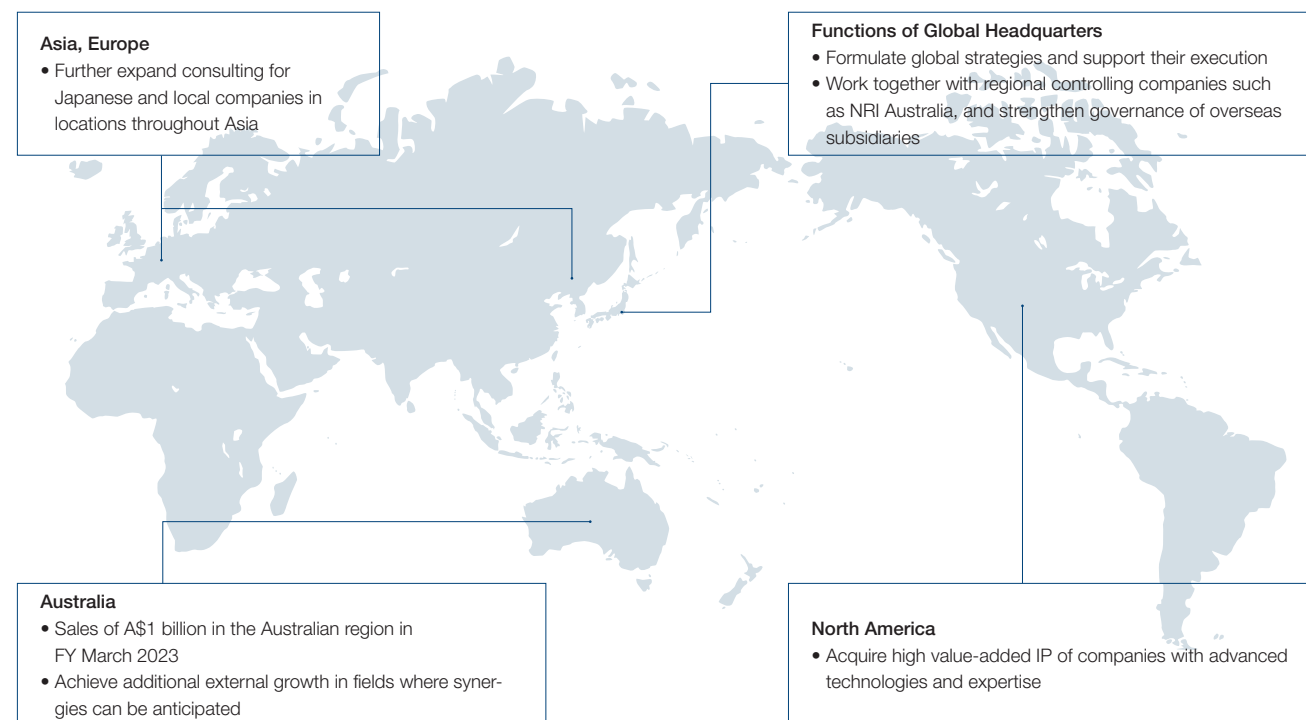 Asia, Europe
• Further expand consulting for
Japanese and local companies in
locations throughout Asia
Functions of Global Headquarters
• Formulate global strategies and support their execution
• Work together with regional controlling companies such
as NRI Australia, and strengthen governance of overseas
subsidiaries
Australia
• Sales of A$1 billion in the Australian region in
FY March 2023
• Achieve additional external growth in fields where syner-
gies can be anticipated
North America
• Acquire high value-added IP of companies with advanced
technologies and expertise